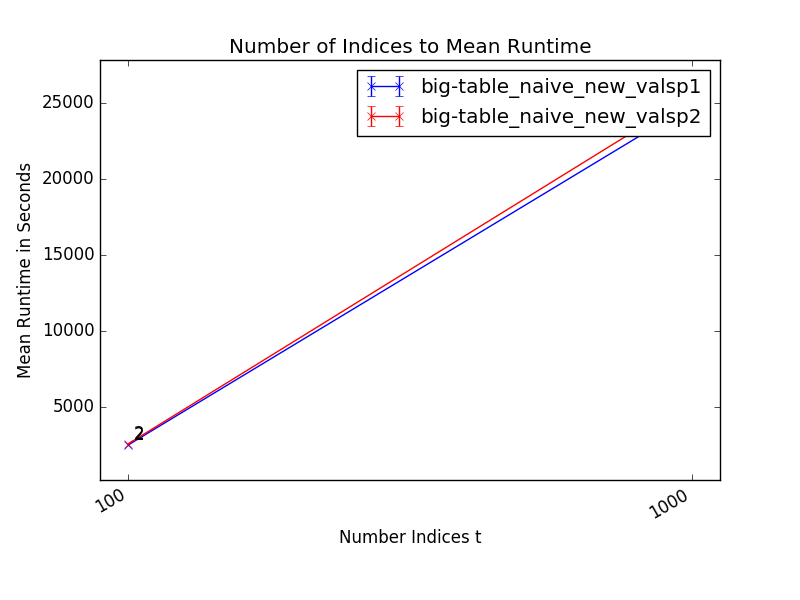 Number of Indices to Mean Runtime
big-table_naive_new_valsp1
big-table_naive_new_valsp2
Mean Runtime in Seconds
25000
20000
15000
10000
5000
2
100
1000
Number Indices t